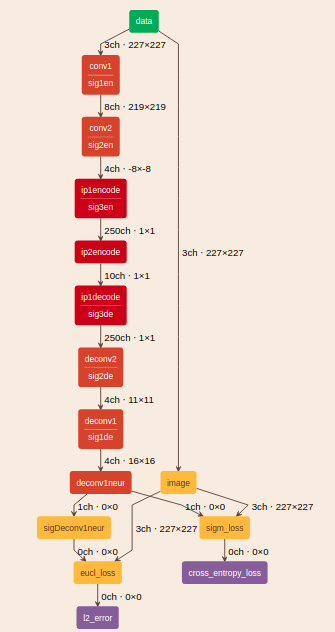 data
3ch · 227×227
conv1
sig1en
8ch · 219×219
conv2
sig2en
4ch · -8×-8
ip1encode
sig3en
250ch · 1×1
ip2encode
3ch · 227×227
10ch · 1×1
ip1decode
sig3de
250ch · 1×1
deconv2
sig2de
4ch · 11×11
deconv1
sig1de
4ch · 16×16
deconv1neur
image
1ch · 0×0
1ch · 0×0
3ch · 227×227
sigDeconv1neur
3ch · 227×227
sigm_loss
0ch · 0×0
0ch · 0×0
eucl_loss
cross_entropy_loss
0ch · 0×0
l2_error